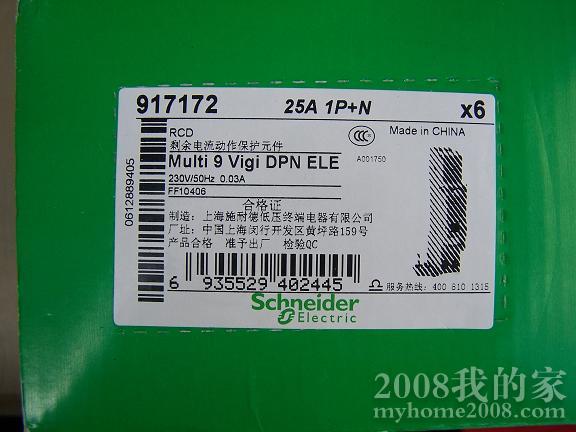 917172 25A 1P+N x6
RCD
剩余电流动作保护元件
Multi 9 Vigi DPN ELE
230V/50Hz 0.03A
FF10406
CCC
A001750
Made in CHINA
合格证
制造: 上海施耐德低压终端电器有限公司
厂址: 中国上海闵行开发区黄坪路159号
产品合格 准予出厂 检验QC
6 935529 402445
服务热线: 400 810 1315
Schneider
Electric
0612889405
2008我的家
myhome2008.com